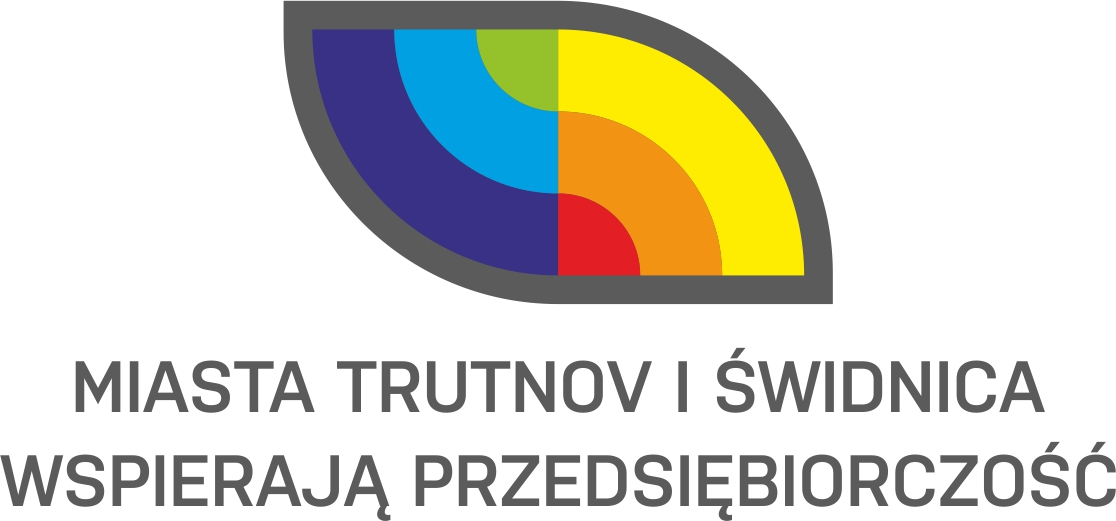 MIASTA TRUTNOV I ŚWIDNICA
WSPIERAJĄ PRZEDSIĘBIORCZOŚĆ